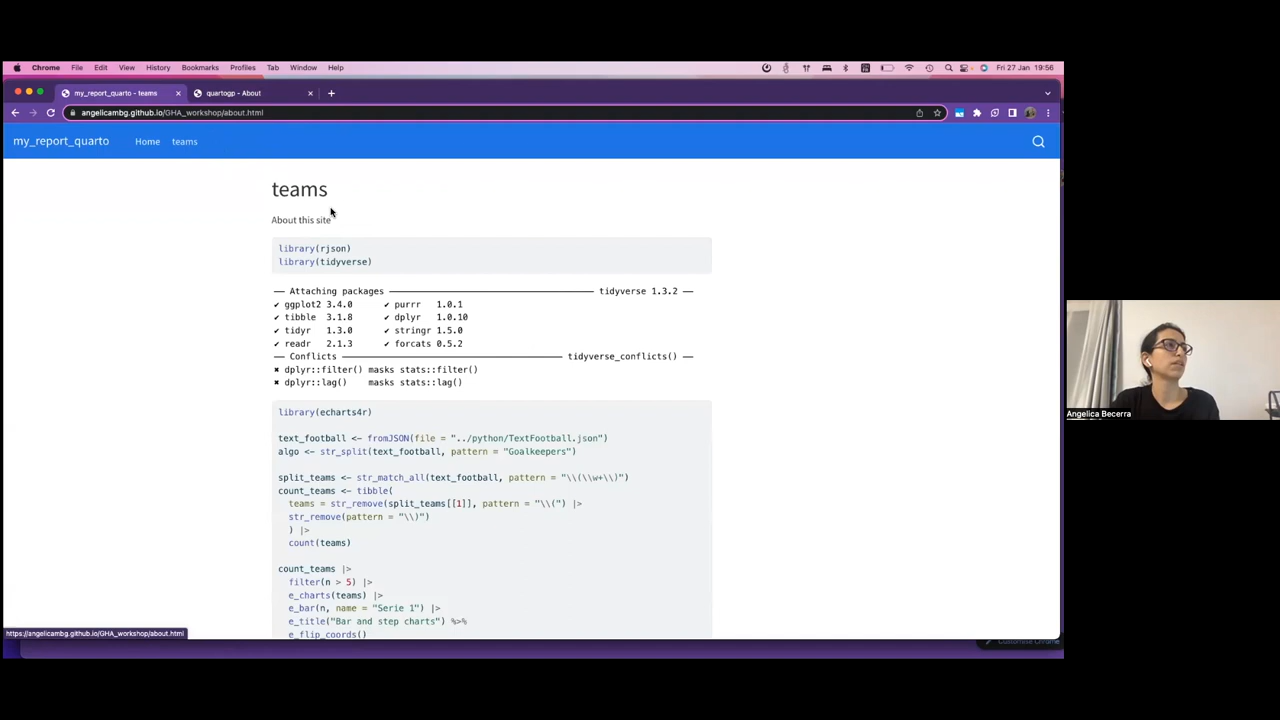 Chrome File Edit View History Bookmarks Profiles Tab Window Help Fri 27 Jan 19:56
my_report_quarto - teams quartogp - About
angelicambg.github.io/GHA_workshop/about.html
my_report_quarto Home teams
teams
About this site
library(rjson)
library(tidyverse)
── Attaching packages ─────────────────────────────────────── tidyverse 1.3.2 ──
✔ ggplot2 3.4.0 ✔ purrr 1.0.1
✔ tibble 3.1.8 ✔ dplyr 1.0.10
✔ tidyr 1.3.0 ✔ stringr 1.5.0
✔ readr 2.1.3 ✔ forcats 0.5.2
── Conflicts ────────────────────────────────────────── tidyverse_conflicts() ──
✖ dplyr::filter() masks stats::filter()
✖ dplyr::lag() masks stats::lag()
library(echarts4r)
text_football <- fromJSON(file = "../python/TextFootball.json")
algo <- str_split(text_football, pattern = "Goalkeepers")
split_teams <- str_match_all(text_football, pattern = "\\(\\w+\\)")
count_teams <- tibble(
teams = str_remove(split_teams[[1]], pattern = "\\(") |>
str_remove(pattern = "\\)")
) |>
count(teams)
count_teams |>
filter(n > 5) |>
e_charts(teams) |>
e_bar(n, name = "Serie 1") |>
e_title("Bar and step charts") %>%
e_flip_coords()
https://angelicambg.github.io/GHA_workshop/about.html
Customise Chrome
Angelica Becerra